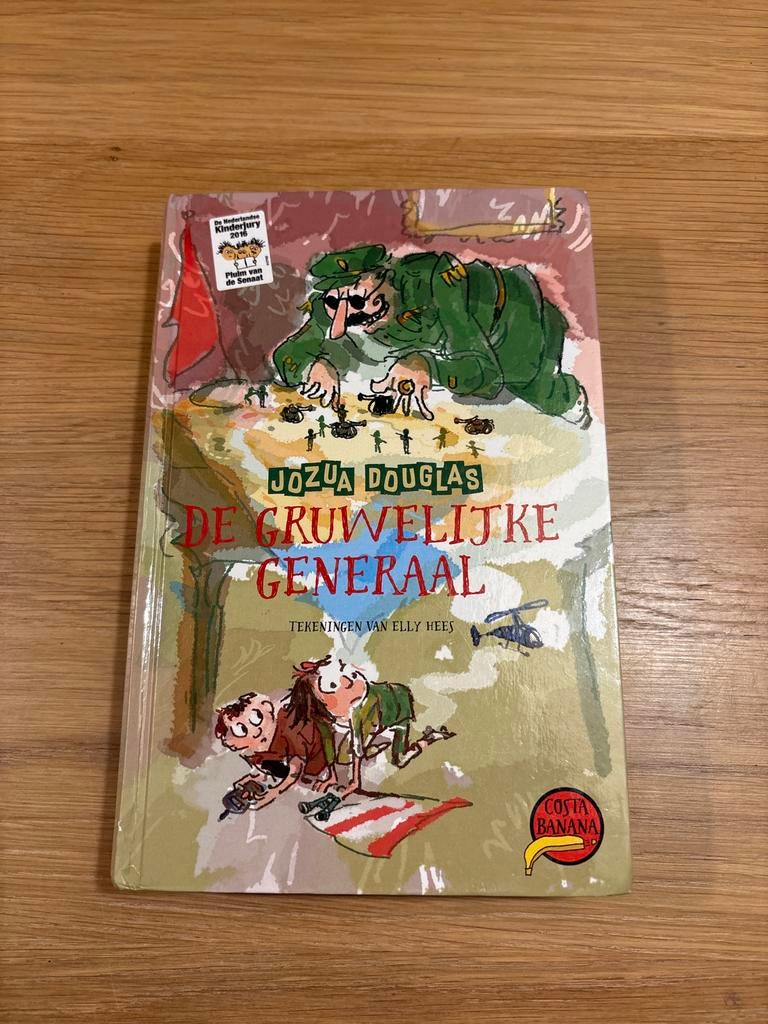 De Nederlandse
Kinderjury
2016
Pluim van
de Senaat
JOZUA DOUGLAS
DE GRUWELIJKE
GENERAAL
TEKENINGEN VAN ELLY HEES
COSTA
BANANA